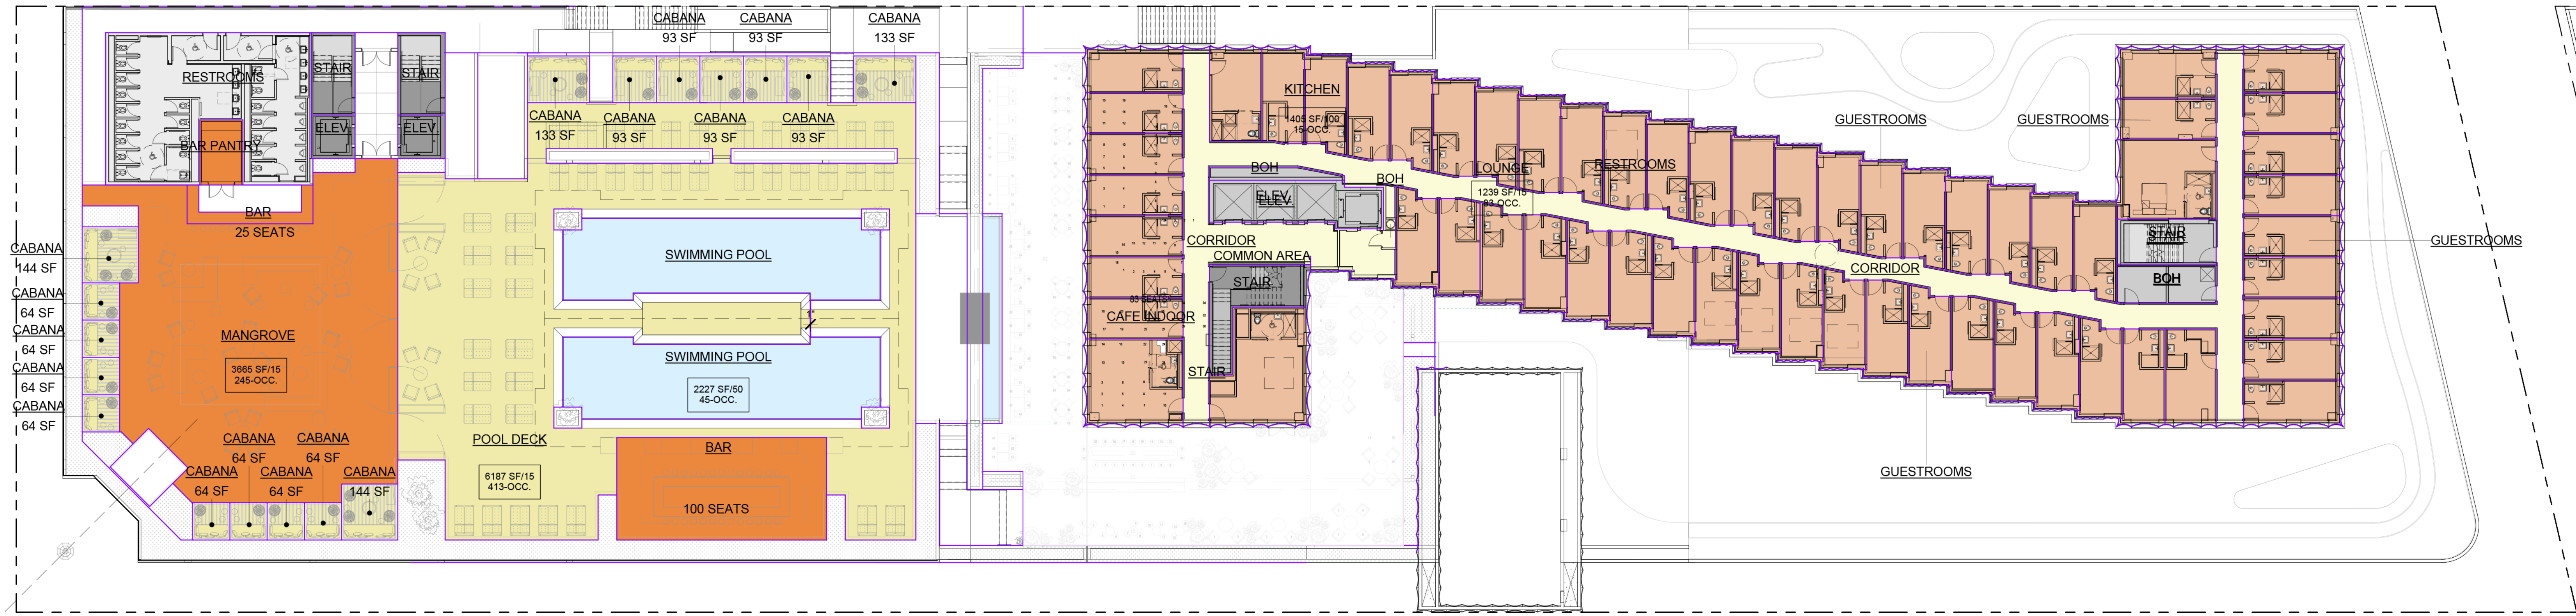 CABANA
93 SF
CABANA
93 SF
CABANA
133 SF
RESTROOMS
STAIR
STAIR
ELEV
ELEV
BAR PANTRY
CABANA
133 SF
CABANA
93 SF
CABANA
93 SF
CABANA
93 SF
BAR
25 SEATS
CABANA
144 SF
CABANA
64 SF
CABANA
64 SF
CABANA
64 SF
CABANA
64 SF
MANGROVE
3665 SF/15
245-OCC.
SWIMMING POOL
1"
SWIMMING POOL
2227 SF/50
45-OCC.
POOL DECK
6187 SF/15
413-OCC.
BAR
100 SEATS
CABANA
64 SF
CABANA
64 SF
CABANA
64 SF
CABANA
64 SF
CABANA
144 SF
KITCHEN
1405 SF/100
15-OCC.
BOH
BOH
ELEV.
ELEV.
LOUNGE
1239 SF/15
83-OCC.
RESTROOMS
GUESTROOMS
GUESTROOMS
CORRIDOR
COMMON AREA
STAIR
83 SEATS
CAFE INDOOR
STAIR
CORRIDOR
STAIR
STAIR
BOH
GUESTROOMS
GUESTROOMS